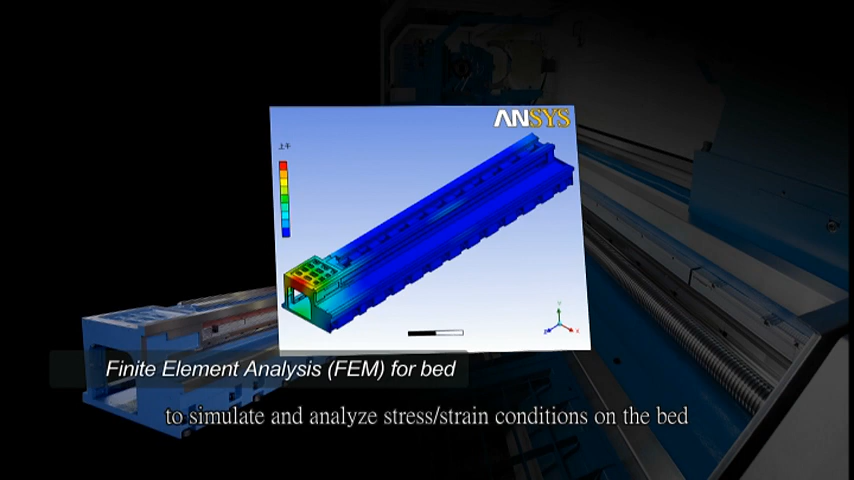 ANSYS
Finite Element Analysis (FEM) for bed
to simulate and analyze stress/strain conditions on the bed